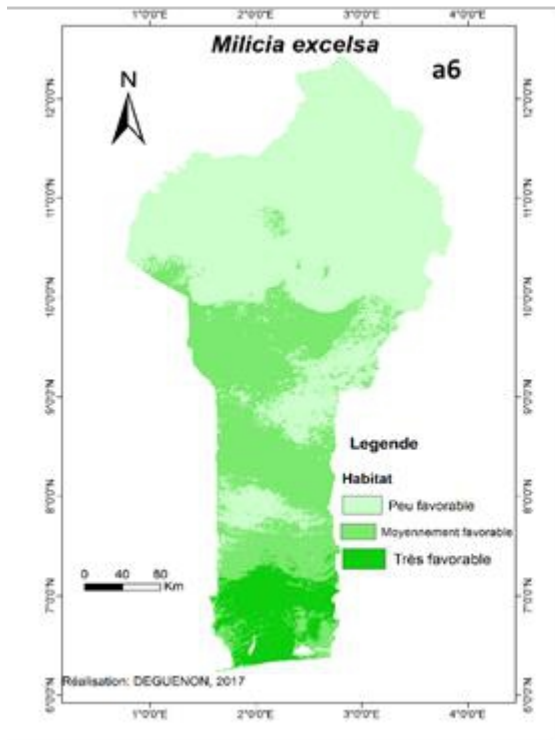 1°0'0"E 2°0'0"E 3°0'0"E 4°0'0"E
Milicia excelsa
a6
N
12°0'0"N 12°0'0"N
11°0'0"N 11°0'0"N
10°0'0"N 10°0'0"N
9°0'0"N 9°0'0"N
Legende
Habitat
8°0'0"N 8°0'0"N
Peu favorable
Moyennement favorable
Très favorable
0 40 80
Km
7°0'0"N 7°0'0"N
Réalisation: DEGUENON, 2017
6°0'0"N 6°0'0"N
1°0'0"E 2°0'0"E 3°0'0"E 4°0'0"E